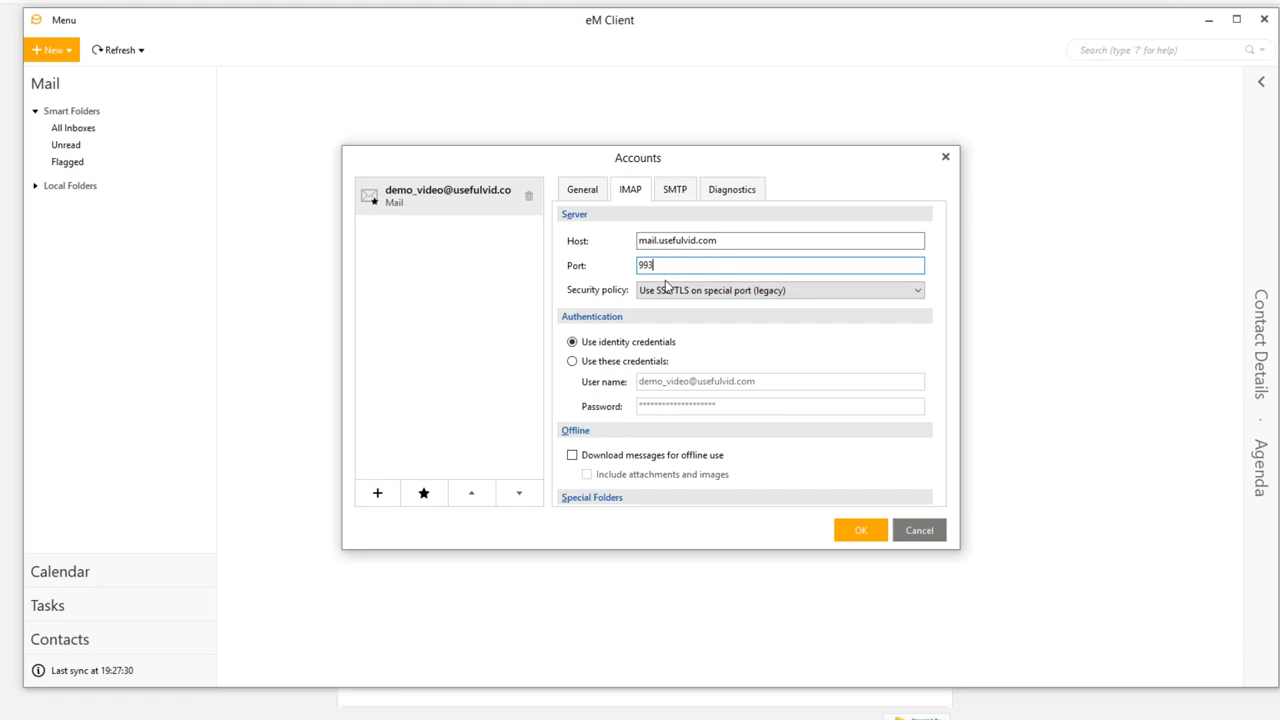 Menu
eM Client
New
Refresh
Search (type '?' for help)
Mail
Smart Folders
All Inboxes
Unread
Flagged
Local Folders
Accounts
demo_video@usefulvid.co
Mail
General
IMAP
SMTP
Diagnostics
Server
Host:
mail.usefulvid.com
Port:
993
Security policy:
Use SSL/TLS on special port (legacy)
Authentication
Use identity credentials
Use these credentials:
User name:
demo_video@usefulvid.com
Password:
********************
Offline
Download messages for offline use
Include attachments and images
Special Folders
OK
Cancel
Contact Details
·
Agenda
Calendar
Tasks
Contacts
Last sync at 19:27:30